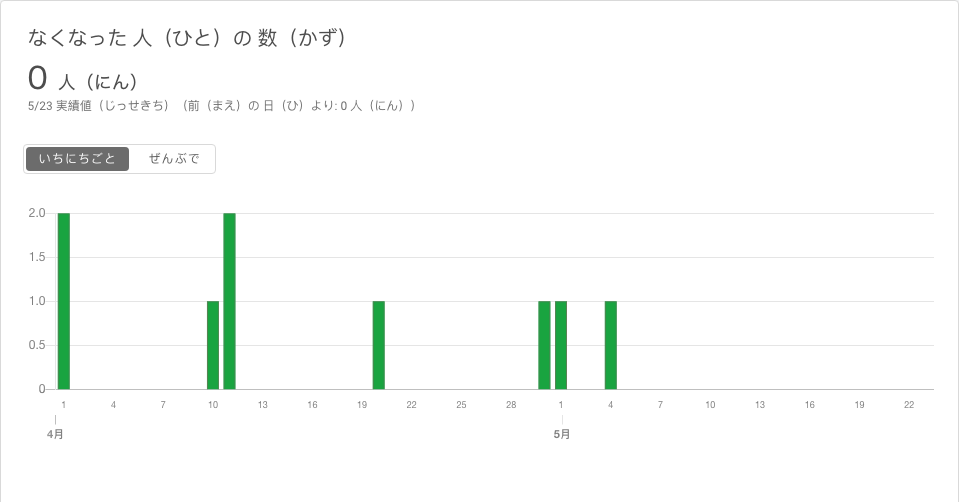 なくなった 人（ひと）の 数（かず）
0 人（にん）
5/23 実績値（じっせきち）（前（まえ）の 日（ひ）より: 0 人（にん））
いちにちごと ぜんぶで
2.0
1.5
1.0
0.5
0
1 4 7 10 13 16 19 22 25 28 1 4 7 10 13 16 19 22
4月 5月